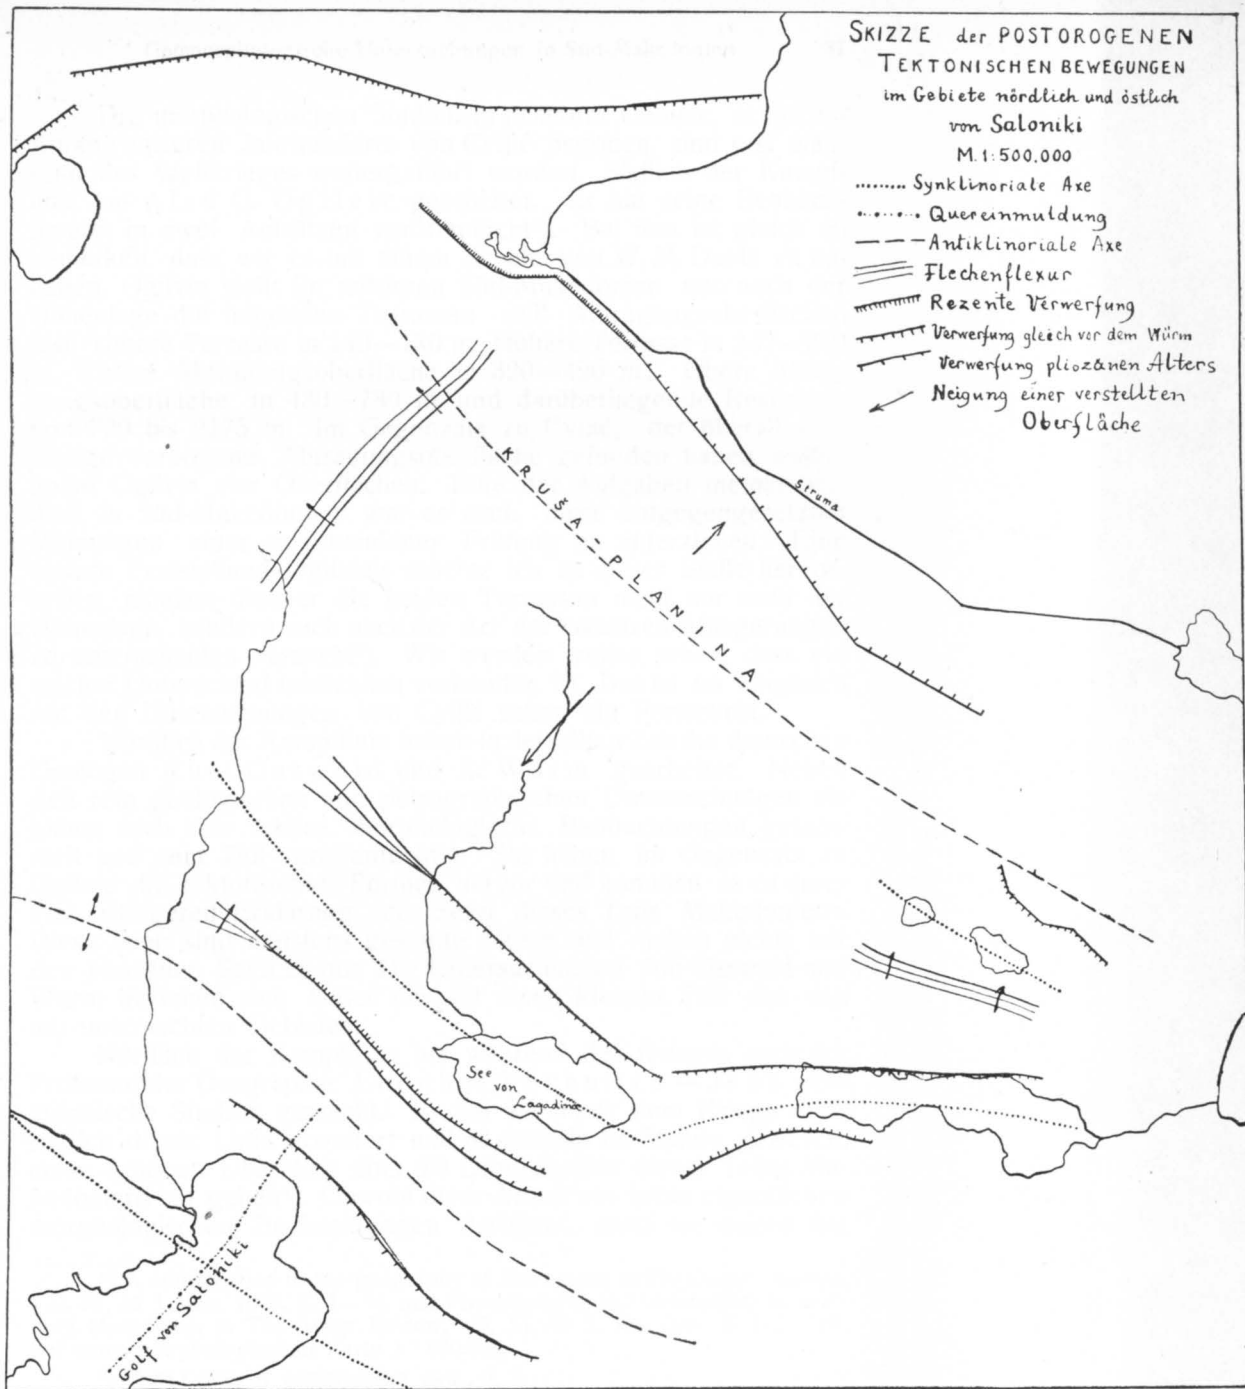 SKIZZE der POSTOROGENEN
TEKTONISCHEN BEWEGUNGEN
im Gebiete nördlich und östlich
von Saloniki
M. 1:500.000
Synklinoriale Axe
Quereinmuldung
Antiklinoriale Axe
Flechenflexur
Rezente Verwerfung
Verwerfung gleich vor dem Würm
Verwerfung pliozänen Alters
Neigung einer verstellten
Oberfläche
KRUŠA-PLANINA
Struma
See
von
Lagadina
Golf von Saloniki